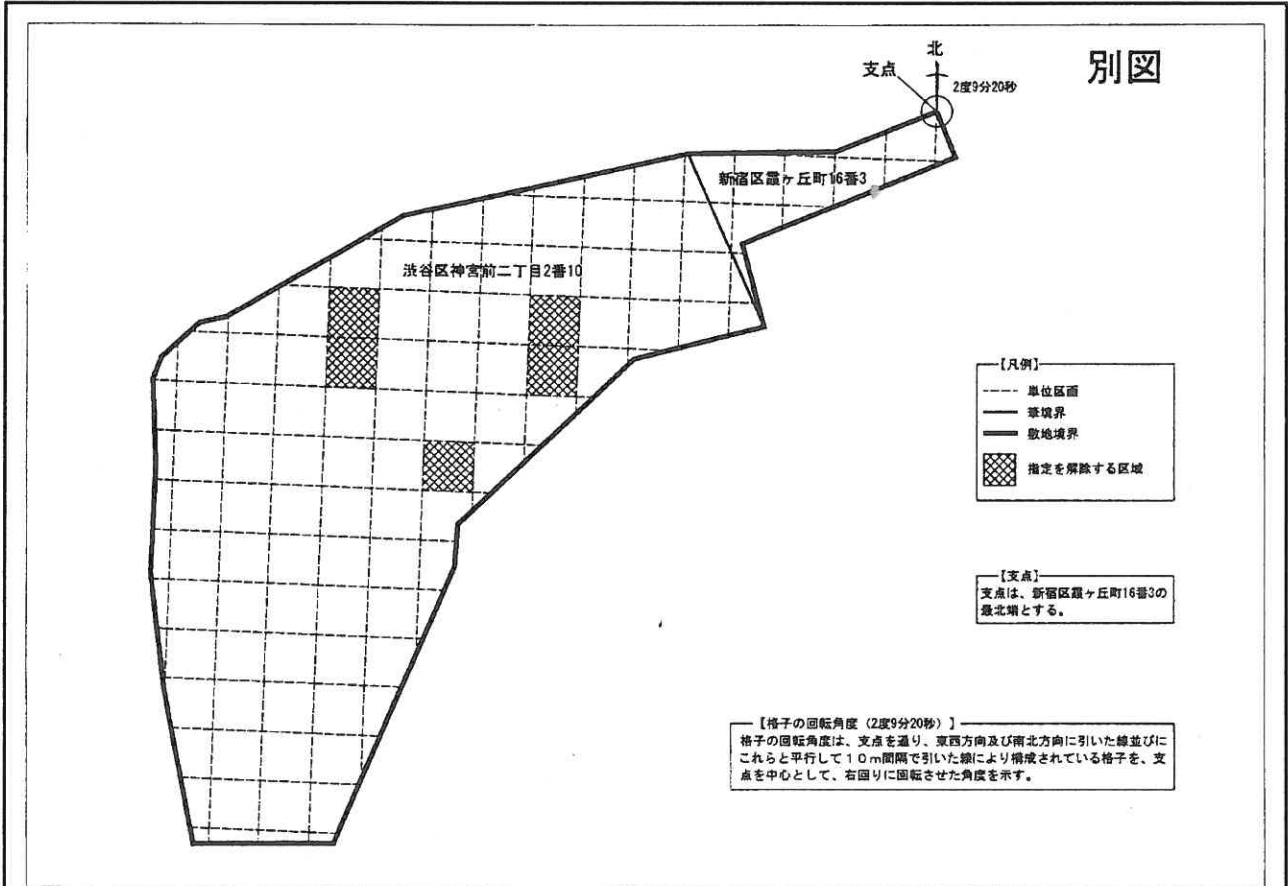 別図
北
支点
2度9分20秒
新宿区霞ヶ丘町16番3
渋谷区神宮前二丁目2番10
【凡例】
単位区画
筆境界
敷地境界
指定を解除する区域
【支点】
支点は、新宿区霞ヶ丘町16番3の
最北端とする。
【格子の回転角度(2度9分20秒)】
格子の回転角度は、支点を通り、東西方向及び南北方向に引いた線並びに
これらと平行して10m間隔で引いた線により構成されている格子を、支
点を中心として、右回りに回転させた角度を示す。